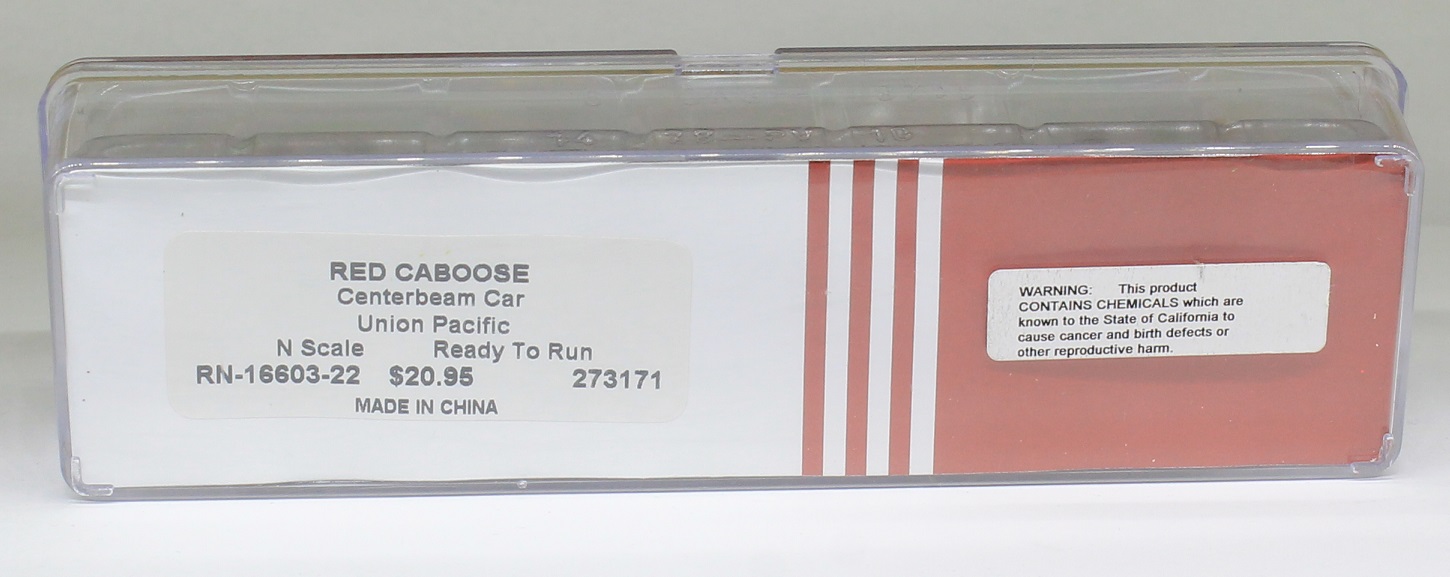 RED CABOOSE
Centerbeam Car
Union Pacific
N Scale Ready To Run
RN-16603-22 $20.95 273171
MADE IN CHINA
WARNING: This product
CONTAINS CHEMICALS which are
known to the State of California to
cause cancer and birth defects or
other reproductive harm.